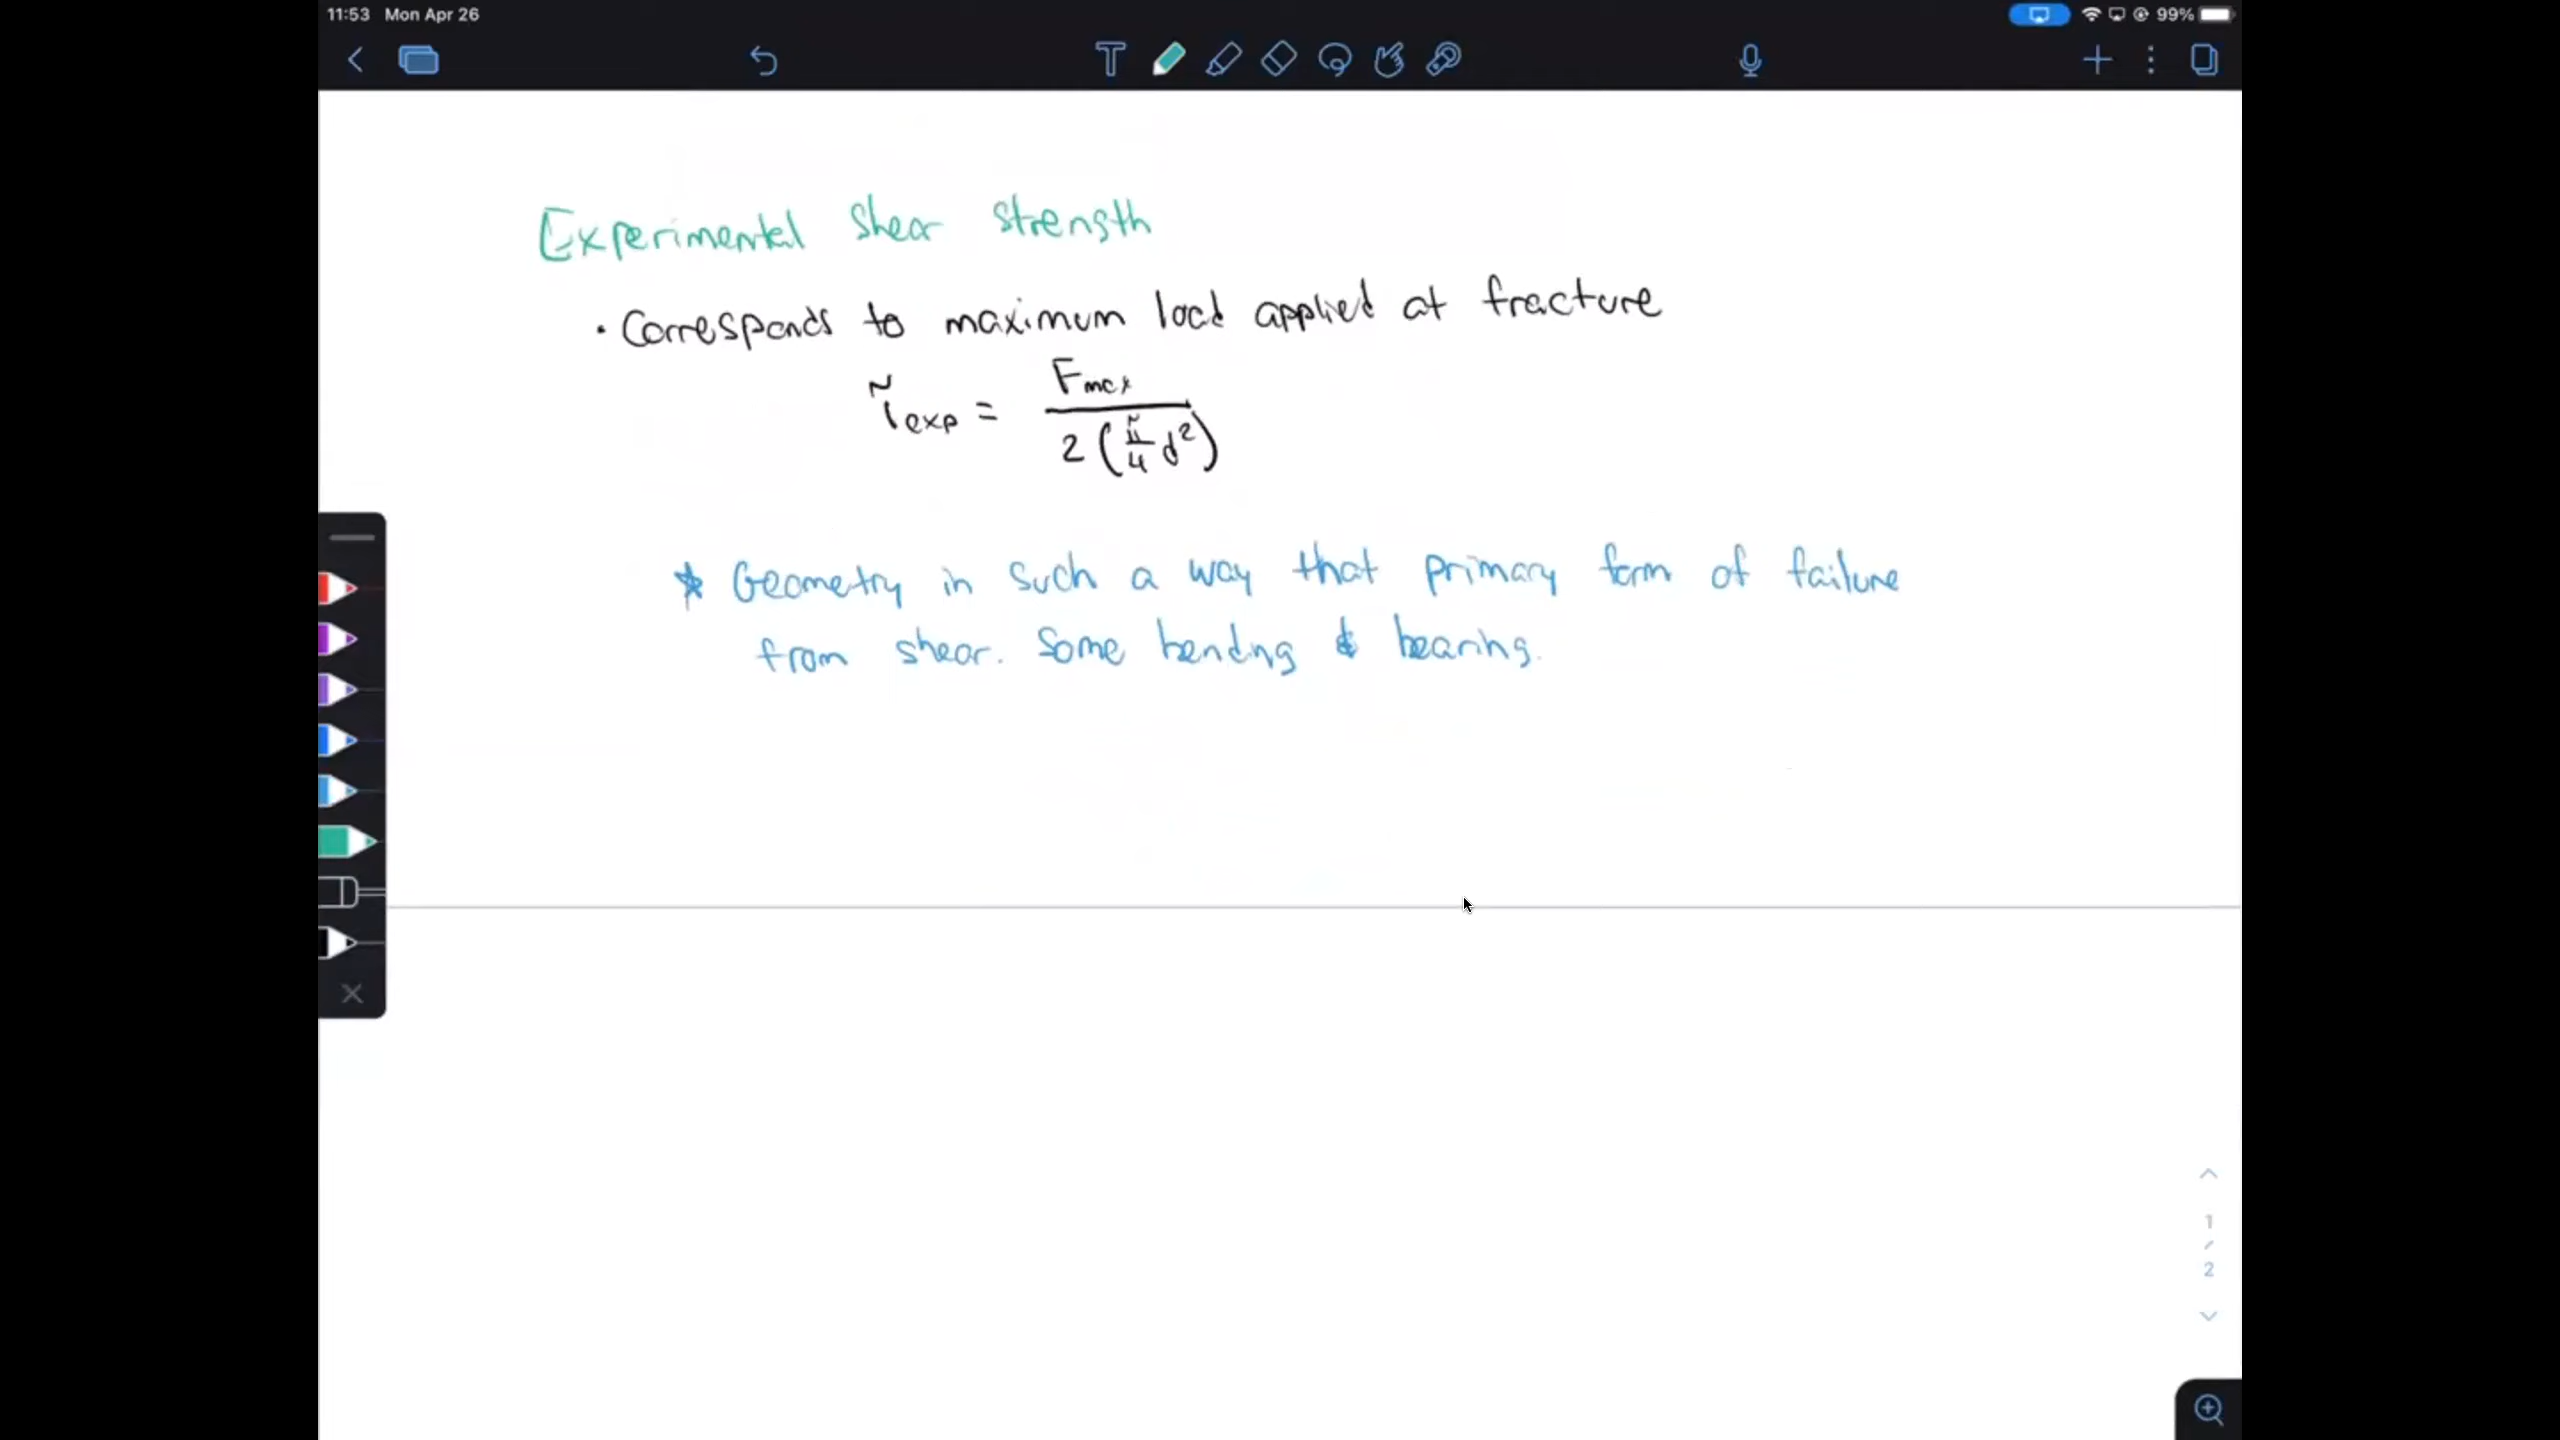 11:53 Mon Apr 26
99%
Experimental shear strength
• Corresponds to maximum load applied at fracture
τexp = Fmax / 2 (π/4 d²)
* Geometry in such a way that primary form of failure
from shear. Some bending & bearing.
1
/
2